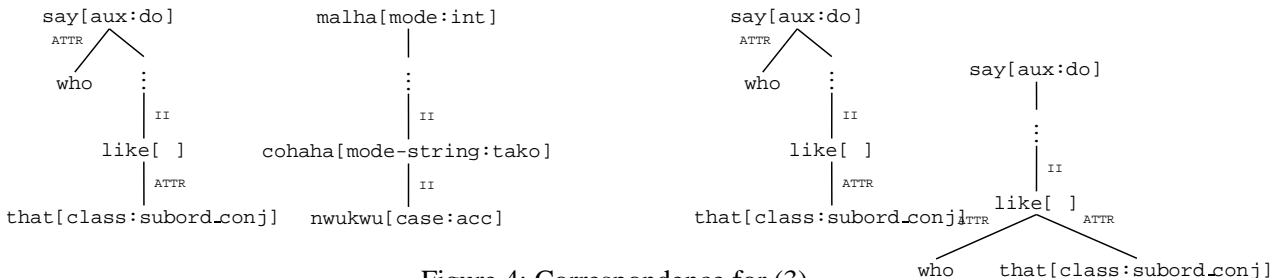 say[aux:do]
ATTR
who
II
like[ ]
ATTR
that[class:subord_conj]
malha[mode:int]
II
cohaha[mode-string:tako]
II
nwukwu[case:acc]
say[aux:do]
ATTR
who
II
like[ ]
ATTR
that[class:subord_conj]
say[aux:do]
II
like[ ]
ATTR
ATTR
who
that[class:subord_conj]
Figure 4: Correspondence for (3)